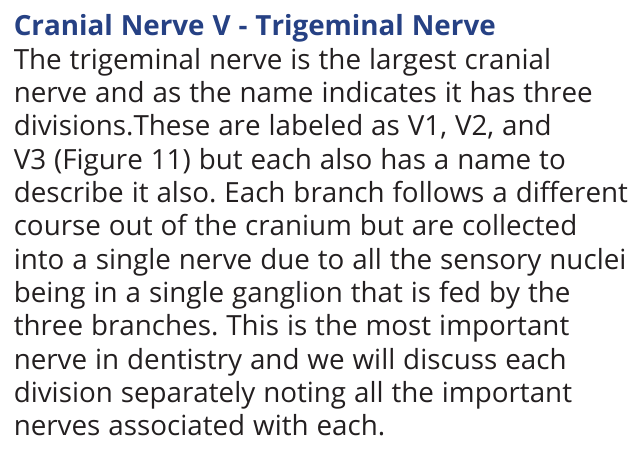 Cranial Nerve V - Trigeminal Nerve
The trigeminal nerve is the largest cranial
nerve and as the name indicates it has three
divisions.These are labeled as V1, V2, and
V3 (Figure 11) but each also has a name to
describe it also. Each branch follows a different
course out of the cranium but are collected
into a single nerve due to all the sensory nuclei
being in a single ganglion that is fed by the
three branches. This is the most important
nerve in dentistry and we will discuss each
division separately noting all the important
nerves associated with each.